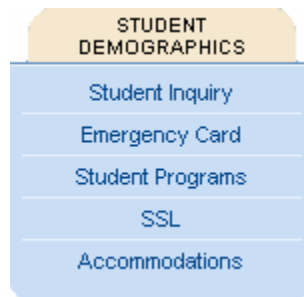 STUDENT
DEMOGRAPHICS
Student Inquiry
Emergency Card
Student Programs
SSL
Accommodations